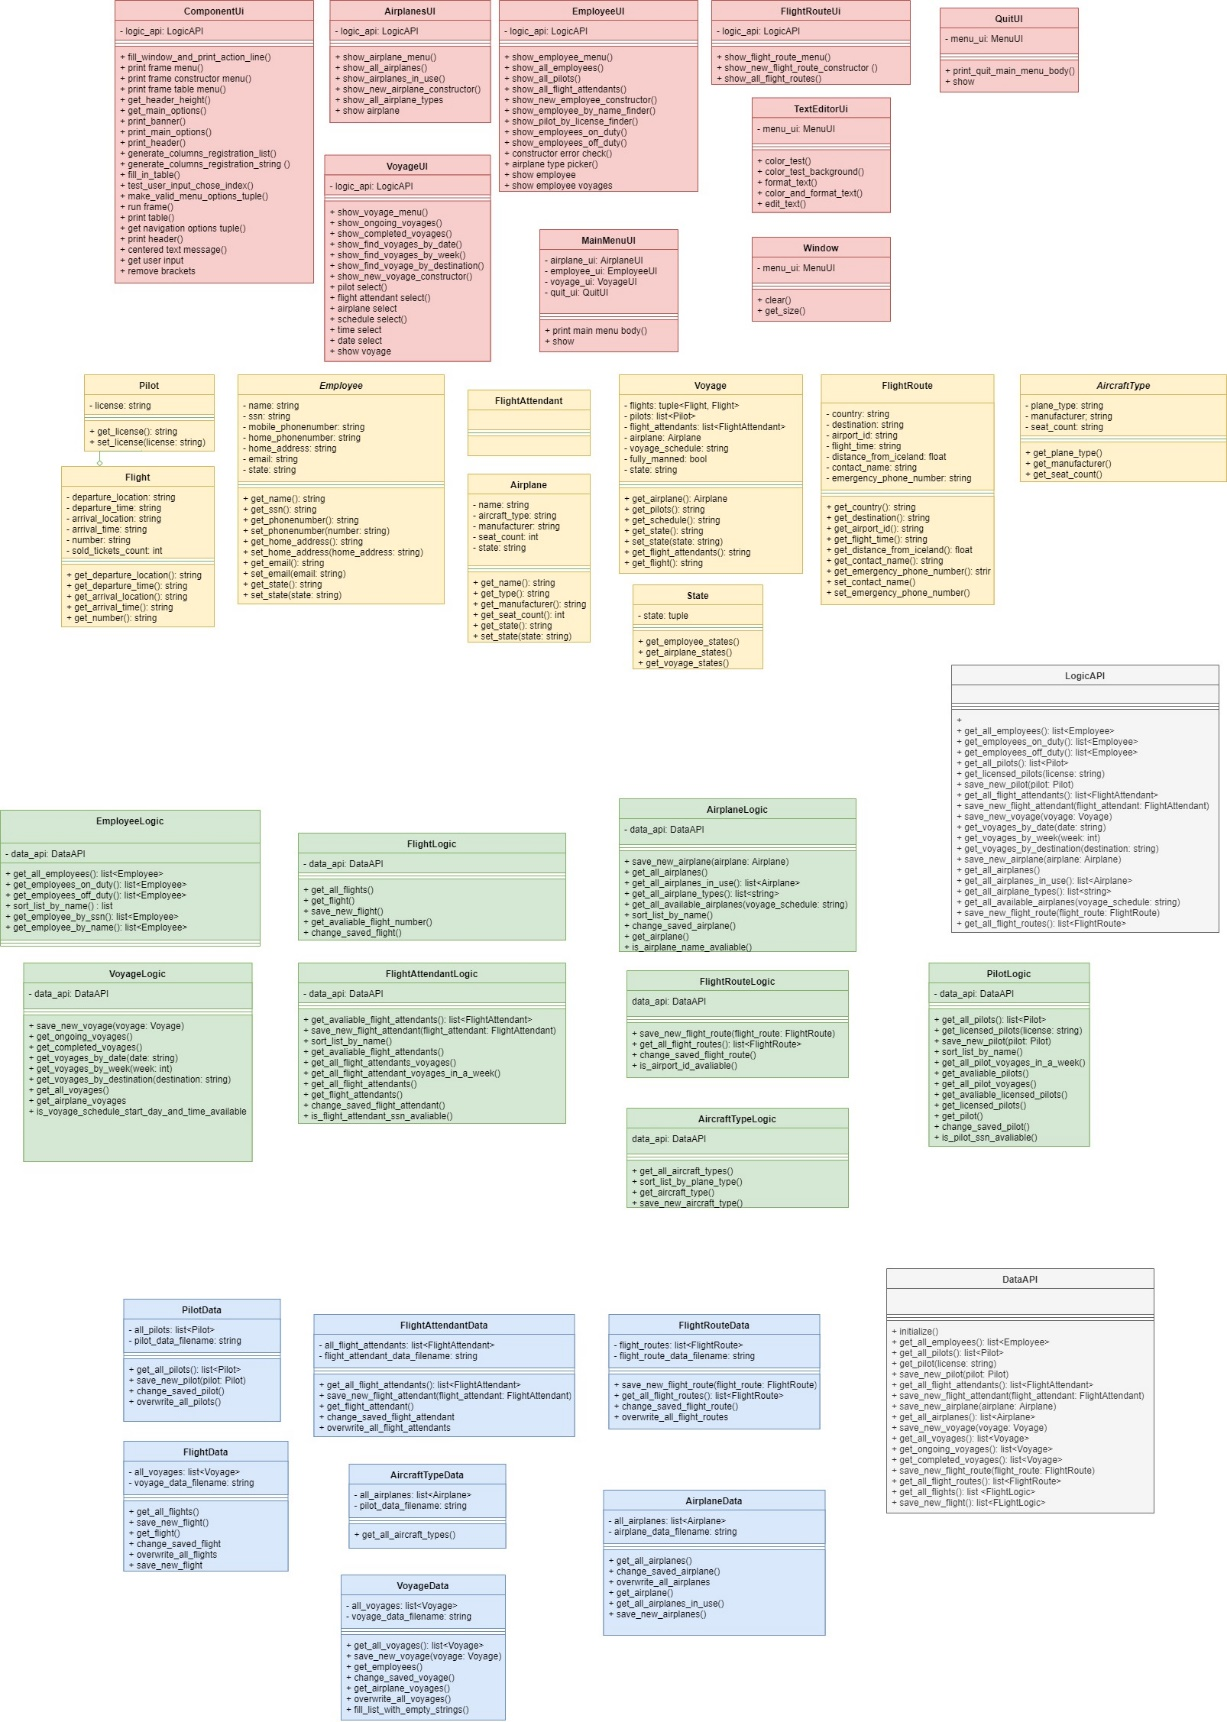 ComponentUi
- logic_api: LogicAPI
+ fill_window_and_print_action_line()
+ print frame menu()
+ print frame constructor menu()
+ print frame table menu()
+ get_header_height()
+ get_main_options()
+ print_banner()
+ print_main_options()
+ print_header()
+ generate_columns_registration_list()
+ generate_columns_registration_string ()
+ fill_in_table()
+ test_user_input_chose_index()
+ make_valid_menu_options_tuple()
+ run frame()
+ print table()
+ get navigation options tuple()
+ print header()
+ centered text message()
+ get user input
+ remove brackets
AirplanesUI
- logic_api: LogicAPI
+ show_airplane_menu()
+ show_all_airplanes()
+ show_airplanes_in_use()
+ show_new_airplane_constructor()
+ show_all_airplane_types
+ show airplane
EmployeeUI
- logic_api: LogicAPI
+ show_employee_menu()
+ show_all_employees()
+ show_all_pilots()
+ show_all_flight_attendants()
+ show_new_employee_constructor()
+ show_employee_by_name_finder()
+ show_pilot_by_license_finder()
+ show_employees_on_duty()
+ show_employees_off_duty()
+ constructor error check()
+ airplane type picker()
+ show employee
+ show employee voyages
FlightRouteUi
- logic_api: LogicAPI
+ show_flight_route_menu()
+ show_new_flight_route_constructor ()
+ show_all_flight_routes()
QuitUI
- menu_ui: MenuUI
+ print_quit_main_menu_body()
+ show
TextEditorUi
- menu_ui: MenuUI
+ color_test()
+ color_test_background()
+ format_text()
+ color_and_format_text()
+ edit_text()
VoyageUI
- logic_api: LogicAPI
+ show_voyage_menu()
+ show_ongoing_voyages()
+ show_completed_voyages()
+ show_find_voyages_by_date()
+ show_find_voyages_by_week()
+ show_find_voyage_by_destination()
+ show_new_voyage_constructor()
+ pilot select()
+ flight attendant select()
+ airplane select
+ schedule select()
+ time select
+ date select
+ show voyage
MainMenuUI
- airplane_ui: AirplaneUI
- employee_ui: EmployeeUI
- voyage_ui: VoyageUI
- quit_ui: QuitUI
+ print main menu body()
+ show
Window
- menu_ui: MenuUI
+ clear()
+ get_size()
Pilot
- license: string
+ get_license(): string
+ set_license(license: string)
Flight
- departure_location: string
- departure_time: string
- arrival_location: string
- arrival_time: string
- number: string
- sold_tickets_count: int
+ get_departure_location(): string
+ get_departure_time(): string
+ get_arrival_location(): string
+ get_arrival_time(): string
+ get_number(): string
Employee
- name: string
- ssn: string
- mobile_phonenumber: string
- home_phonenumber: string
- home_address: string
- email: string
- state: string
+ get_name(): string
+ get_ssn(): string
+ get_phonenumber(): string
+ set_phonenumber(number: string)
+ get_home_address(): string
+ set_home_address(home_address: string)
+ get_email(): string
+ set_email(email: string)
+ get_state(): string
+ set_state(state: string)
FlightAttendant
Airplane
- name: string
- aircraft_type: string
- manufacturer: string
- seat_count: int
- state: string
+ get_name(): string
+ get_type(): string
+ get_manufacturer(): string
+ get_seat_count(): int
+ get_state(): string
+ set_state(state: string)
Voyage
- flights: tuple<Flight, Flight>
- pilots: list<Pilot>
- flight_attendants: list<FlightAttendant>
- airplane: Airplane
- voyage_schedule: string
- fully_manned: bool
- state: string
+ get_airplane(): Airplane
+ get_pilots(): string
+ get_schedule(): string
+ get_state(): string
+ set_state(state: string)
+ get_flight_attendants(): string
+ get_flight(): string
State
- state: tuple
+ get_employee_states()
+ get_airplane_states()
+ get_voyage_states()
FlightRoute
- country: string
- destination: string
- airport_id: string
- flight_time: string
- distance_from_iceland: float
- contact_name: string
- emergency_phone_number: string
+ get_country(): string
+ get_destination(): string
+ get_airport_id(): string
+ get_flight_time(): string
+ get_distance_from_iceland(): float
+ get_contact_name(): string
+ get_emergency_phone_number(): strir
+ set_contact_name()
+ set_emergency_phone_number()
AircraftType
- plane_type: string
- manufacturer; string
- seat_count: string
+ get_plane_type()
+ get_manufacturer()
+ get_seat_count()
LogicAPI
+
+ get_all_employees(): list<Employee>
+ get_employees_on_duty(): list<Employee>
+ get_employees_off_duty(): list<Employee>
+ get_all_pilots(): list<Pilot>
+ get_licensed_pilots(license: string)
+ save_new_pilot(pilot: Pilot)
+ get_all_flight_attendants(): list<FlightAttendant>
+ save_new_flight_attendant(flight_attendant: FlightAttendant)
+ save_new_voyage(voyage: Voyage)
+ get_voyages_by_date(date: string)
+ get_voyages_by_week(week: int)
+ get_voyages_by_destination(destination: string)
+ save_new_airplane(airplane: Airplane)
+ get_all_airplanes()
+ get_all_airplanes_in_use(): list<Airplane>
+ get_all_airplane_types(): list<string>
+ get_all_available_airplanes(voyage_schedule: string)
+ save_new_flight_route(flight_route: FlightRoute)
+ get_all_flight_routes(): list<FlightRoute>
EmployeeLogic
- data_api: DataAPI
+ get_all_employees(): list<Employee>
+ get_employees_on_duty(): list<Employee>
+ get_employees_off_duty(): list<Employee>
+ sort_list_by_name() : list
+ get_employee_by_ssn(): list<Employee>
+ get_employee_by_name(): list<Employee>
FlightLogic
- data_api: DataAPI
+ get_all_flights()
+ get_flight()
+ save_new_flight()
+ get_avaliable_flight_number()
+ change_saved_flight()
AirplaneLogic
- data_api: DataAPI
+ save_new_airplane(airplane: Airplane)
+ get_all_airplanes()
+ get_all_airplanes_in_use(): list<Airplane>
+ get_all_airplane_types(): list<string>
+ get_all_available_airplanes(voyage_schedule: string)
+ sort_list_by_name()
+ change_saved_airplane()
+ get_airplane()
+ is_airplane_name_avaliable()
VoyageLogic
- data_api: DataAPI
+ save_new_voyage(voyage: Voyage)
+ get_ongoing_voyages()
+ get_completed_voyages()
+ get_voyages_by_date(date: string)
+ get_voyages_by_week(week: int)
+ get_voyages_by_destination(destination: string)
+ get_all_voyages()
+ get_airplane_voyages
+ is_voyage_schedule_start_day_and_time_available
FlightAttendantLogic
- data_api: DataAPI
+ get_avaliable_flight_attendants(): list<FlightAttendant>
+ save_new_flight_attendant(flight_attendant: FlightAttendant)
+ sort_list_by_name()
+ get_avaliable_flight_attendants()
+ get_all_flight_attendants_voyages()
+ get_all_flight_attendant_voyages_in_a_week()
+ get_all_flight_attendants()
+ get_flight_attendants()
+ change_saved_flight_attendant()
+ is_flight_attendant_ssn_avaliable()
FlightRouteLogic
data_api: DataAPI
+ save_new_flight_route(flight_route: FlightRoute)
+ get_all_flight_routes(): list<FlightRoute>
+ change_saved_flight_route()
+ is_airport_id_avaliable()
PilotLogic
- data_api: DataAPI
+ get_all_pilots(): list<Pilot>
+ get_licensed_pilots(license: string)
+ save_new_pilot(pilot: Pilot)
+ sort_list_by_name()
+ get_all_pilot_voyages_in_a_week()
+ get_avaliable_pilots()
+ get_all_pilot_voyages()
+ get_avaliable_licensed_pilots()
+ get_licensed_pilots()
+ get_pilot()
+ change_saved_pilot()
+ is_pilot_ssn_avaliable()
AircraftTypeLogic
data_api: DataAPI
+ get_all_aircraft_types()
+ sort_list_by_plane_type()
+ get_aircraft_type()
+ save_new_aircraft_type()
DataAPI
+ initialize()
+ get_all_employees(): list<Employee>
+ get_all_pilots(): list<Pilot>
+ get_pilot(license: string)
+ save_new_pilot(pilot: Pilot)
+ get_all_flight_attendants(): list<FlightAttendant>
+ save_new_flight_attendant(flight_attendant: FlightAttendant)
+ save_new_airplane(airplane: Airplane)
+ get_all_airplanes(): list<Airplane>
+ save_new_voyage(voyage: Voyage)
+ get_all_voyages(): list<Voyage>
+ get_ongoing_voyages(): list<Voyage>
+ get_completed_voyages(): list<Voyage>
+ save_new_flight_route(flight_route: FlightRoute)
+ get_all_flight_routes(): list<FlightRoute>
+ get_all_flights(): list <FlightLogic>
+ save_new_flight(): list<FLightLogic>
PilotData
- all_pilots: list<Pilot>
- pilot_data_filename: string
+ get_all_pilots(): list<Pilot>
+ save_new_pilot(pilot: Pilot)
+ change_saved_pilot()
+ overwrite_all_pilots()
FlightAttendantData
- all_flight_attendants: list<FlightAttendant>
- flight_attendant_data_filename: string
+ get_all_flight_attendants(): list<FlightAttendant>
+ save_new_flight_attendant(flight_attendant: FlightAttendant)
+ get_flight_attendant()
+ change_saved_flight_attendant
+ overwrite_all_flight_attendants
FlightRouteData
- flight_routes: list<FlightRoute>
- flight_route_data_filename: string
+ save_new_flight_route(flight_route: FlightRoute)
+ get_all_flight_routes(): list<FlightRoute>
+ change_saved_flight_route()
+ overwrite_all_flight_routes
FlightData
- all_voyages: list<Voyage>
- voyage_data_filename: string
+ get_all_flights()
+ save_new_flight()
+ get_flight()
+ change_saved_flight
+ overwrite_all_flights
+ save_new_flight
AircraftTypeData
- all_airplanes: list<Airplane>
- pilot_data_filename: string
+ get_all_aircraft_types()
AirplaneData
- all_airplanes: list<Airplane>
- airplane_data_filename: string
+ get_all_airplanes()
+ change_saved_airplane()
+ overwrite_all_airplanes
+ get_airplane()
+ get_all_airplanes_in_use()
+ save_new_airplanes()
VoyageData
- all_voyages: list<Voyage>
- voyage_data_filename: string
+ get_all_voyages(): list<Voyage>
+ save_new_voyage(voyage: Voyage)
+ get_employees()
+ change_saved_voyage()
+ get_airplane_voyages()
+ overwrite_all_voyages()
+ fill_list_with_empty_strings()